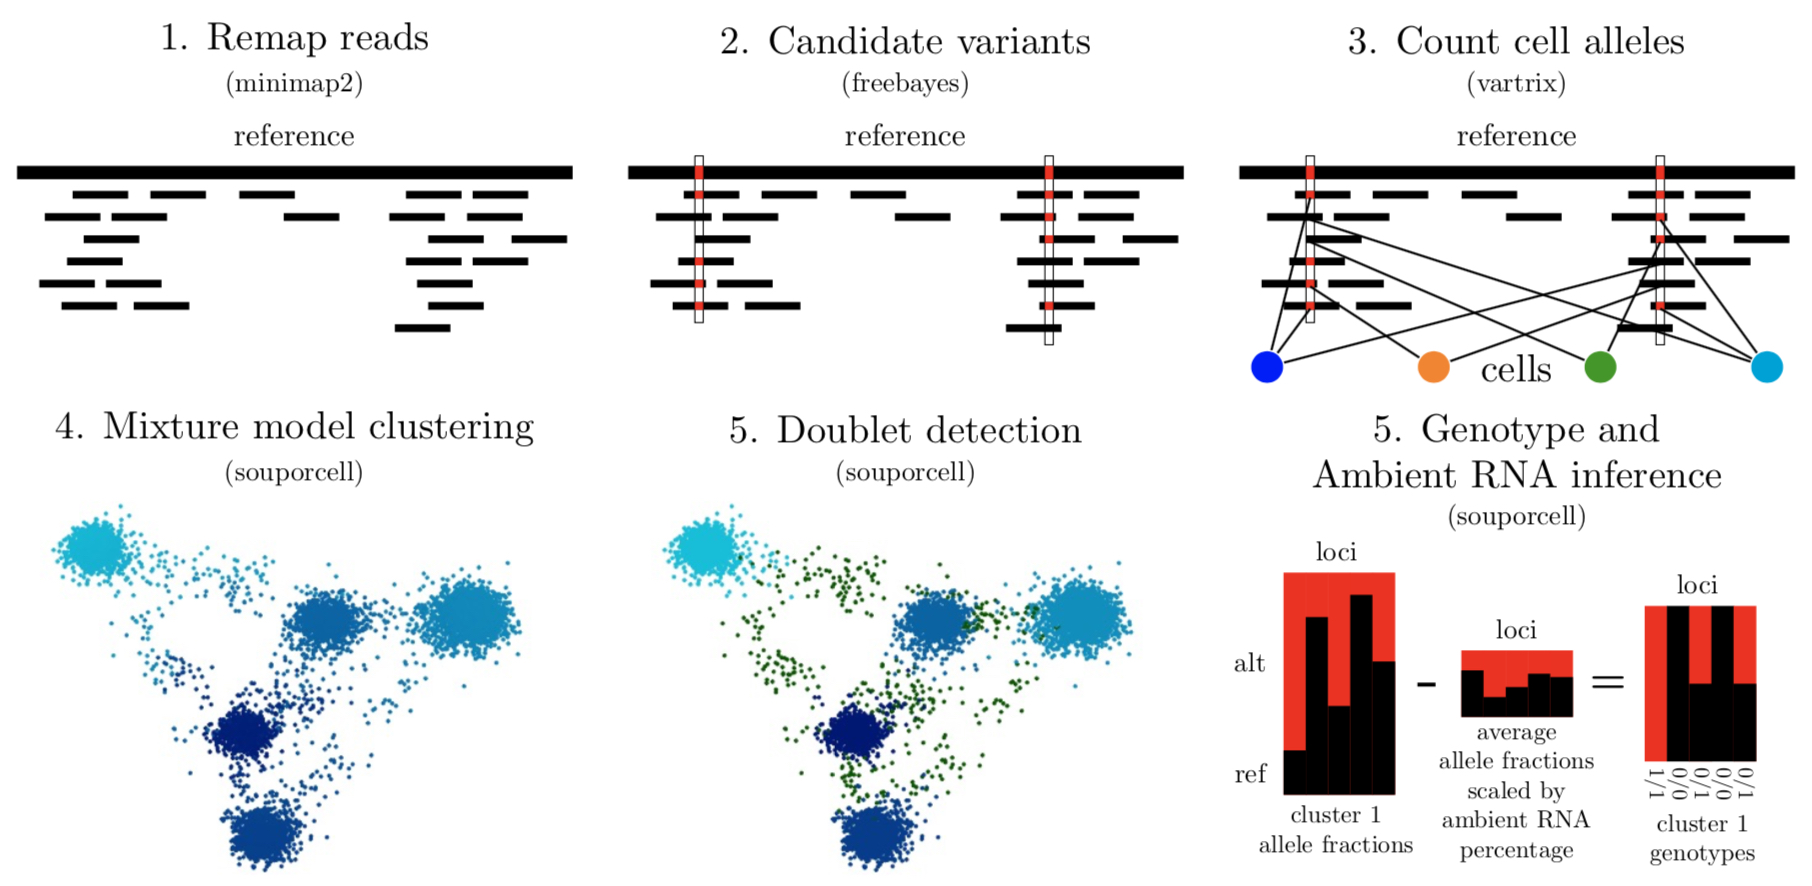 1. Remap reads
(minimap2)
reference
2. Candidate variants
(freebayes)
reference
3. Count cell alleles
(vartrix)
reference
cells
4. Mixture model clustering
(souporcell)
5. Doublet detection
(souporcell)
5. Genotype and
Ambient RNA inference
(souporcell)
loci
alt
ref
cluster 1
allele fractions
-
loci
average
allele fractions
scaled by
ambient RNA
percentage
=
loci
1/1
0/0
0/1
0/0
0/1
cluster 1
genotypes